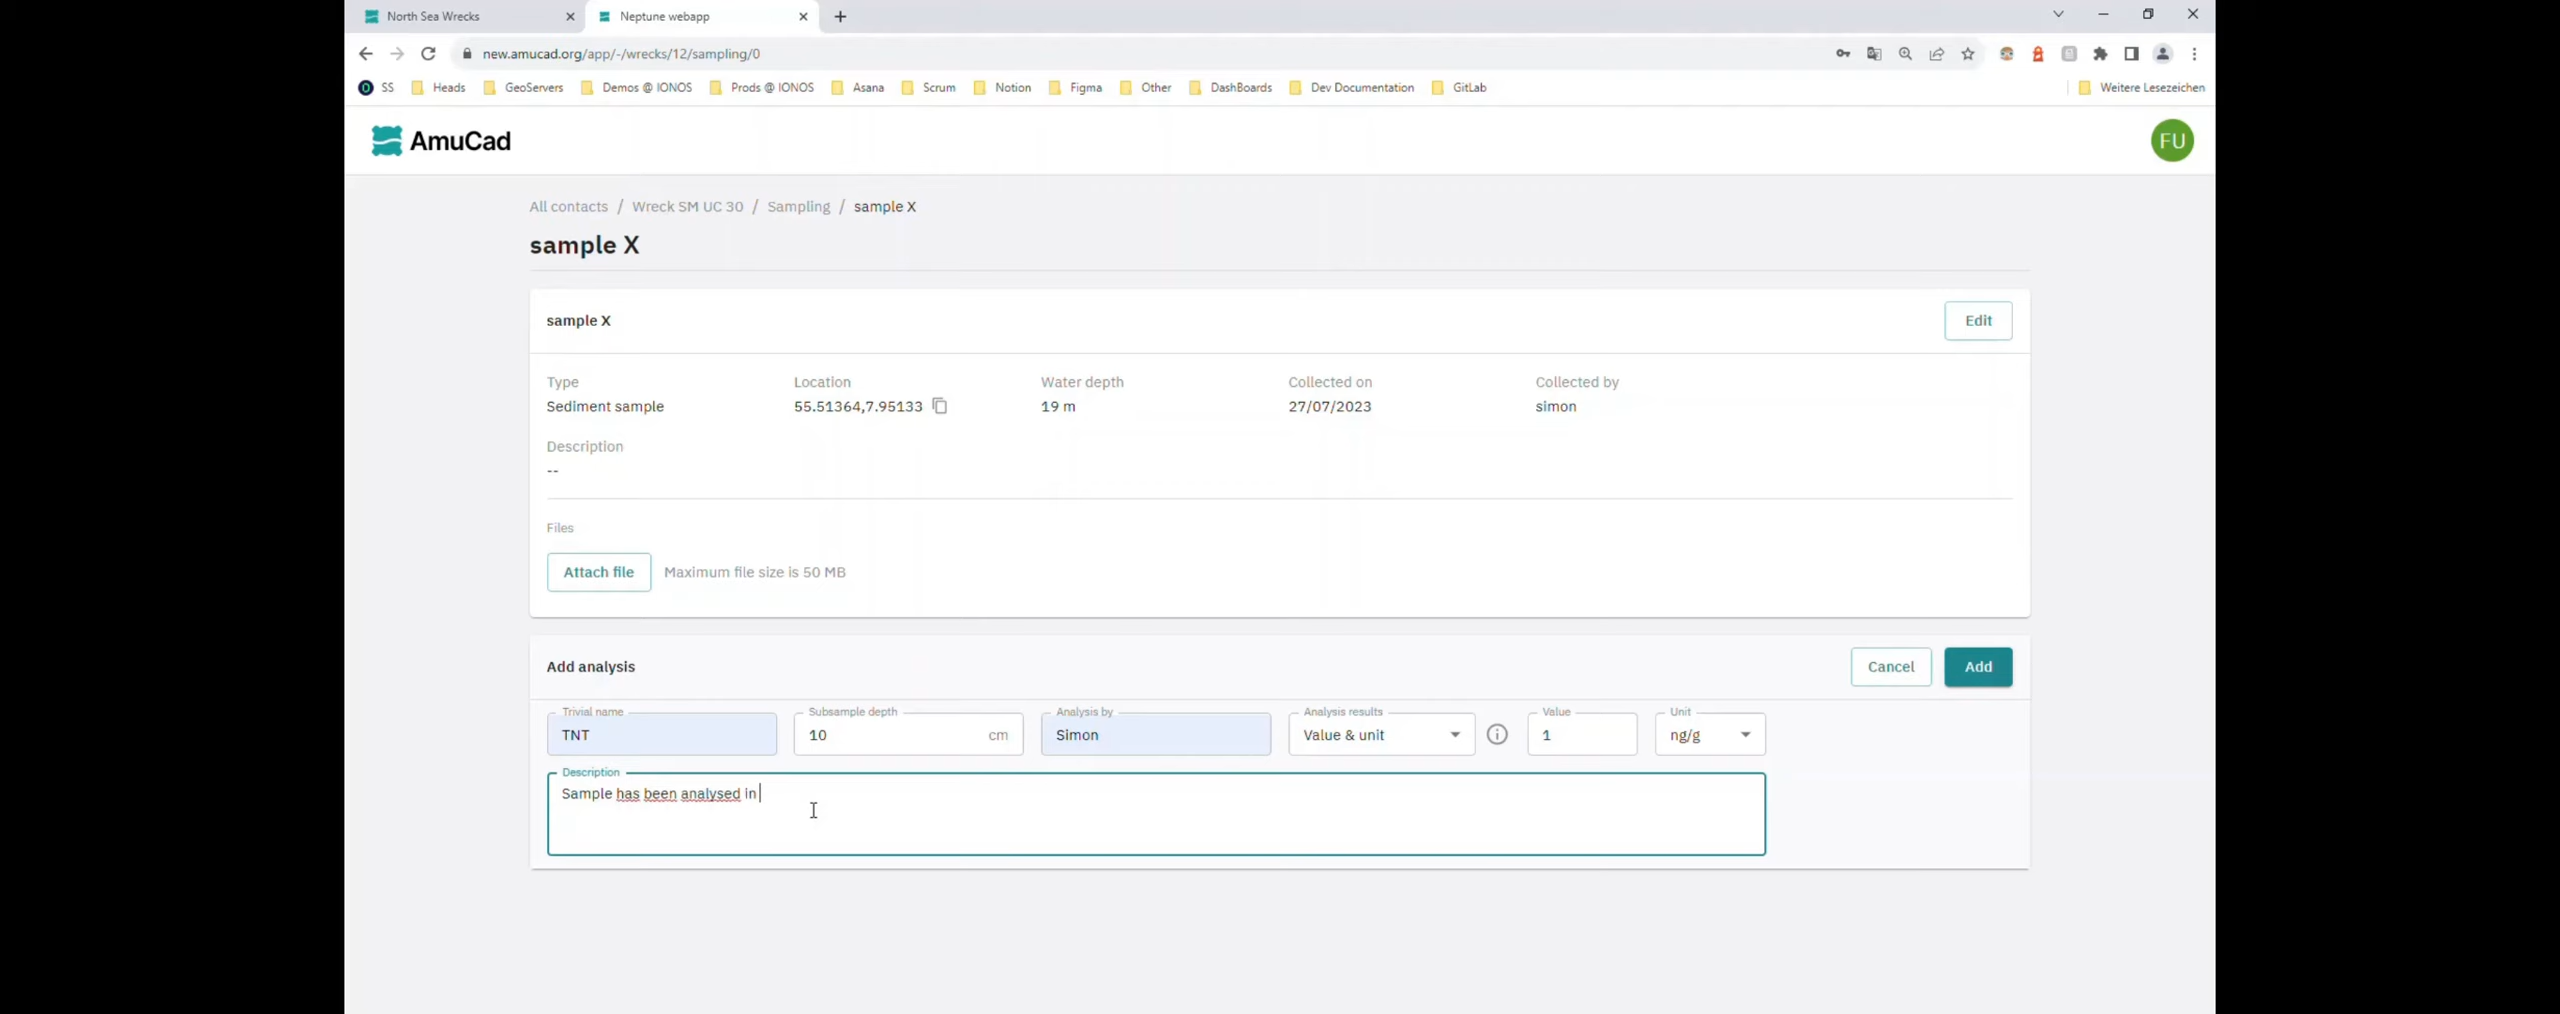 North Sea Wrecks
Neptune webapp
new.amucad.org/app/-/wrecks/12/sampling/0
SS Heads GeoServers Demos @ IONOS Prods @ IONOS Asana Scrum Notion Figma Other DashBoards Dev Documentation GitLab Weitere Lesezeichen
AmuCad
FU
All contacts / Wreck SM UC 30 / Sampling / sample X
sample X
sample X
Edit
Type Location Water depth Collected on Collected by
Sediment sample 55.51364,7.95133 19 m 27/07/2023 simon
Description
--
Files
Attach file Maximum file size is 50 MB
Add analysis
Cancel Add
Trivial name Subsample depth Analysis by Analysis results Value Unit
TNT 10 cm Simon Value & unit 1 ng/g
Description
Sample has been analysed in